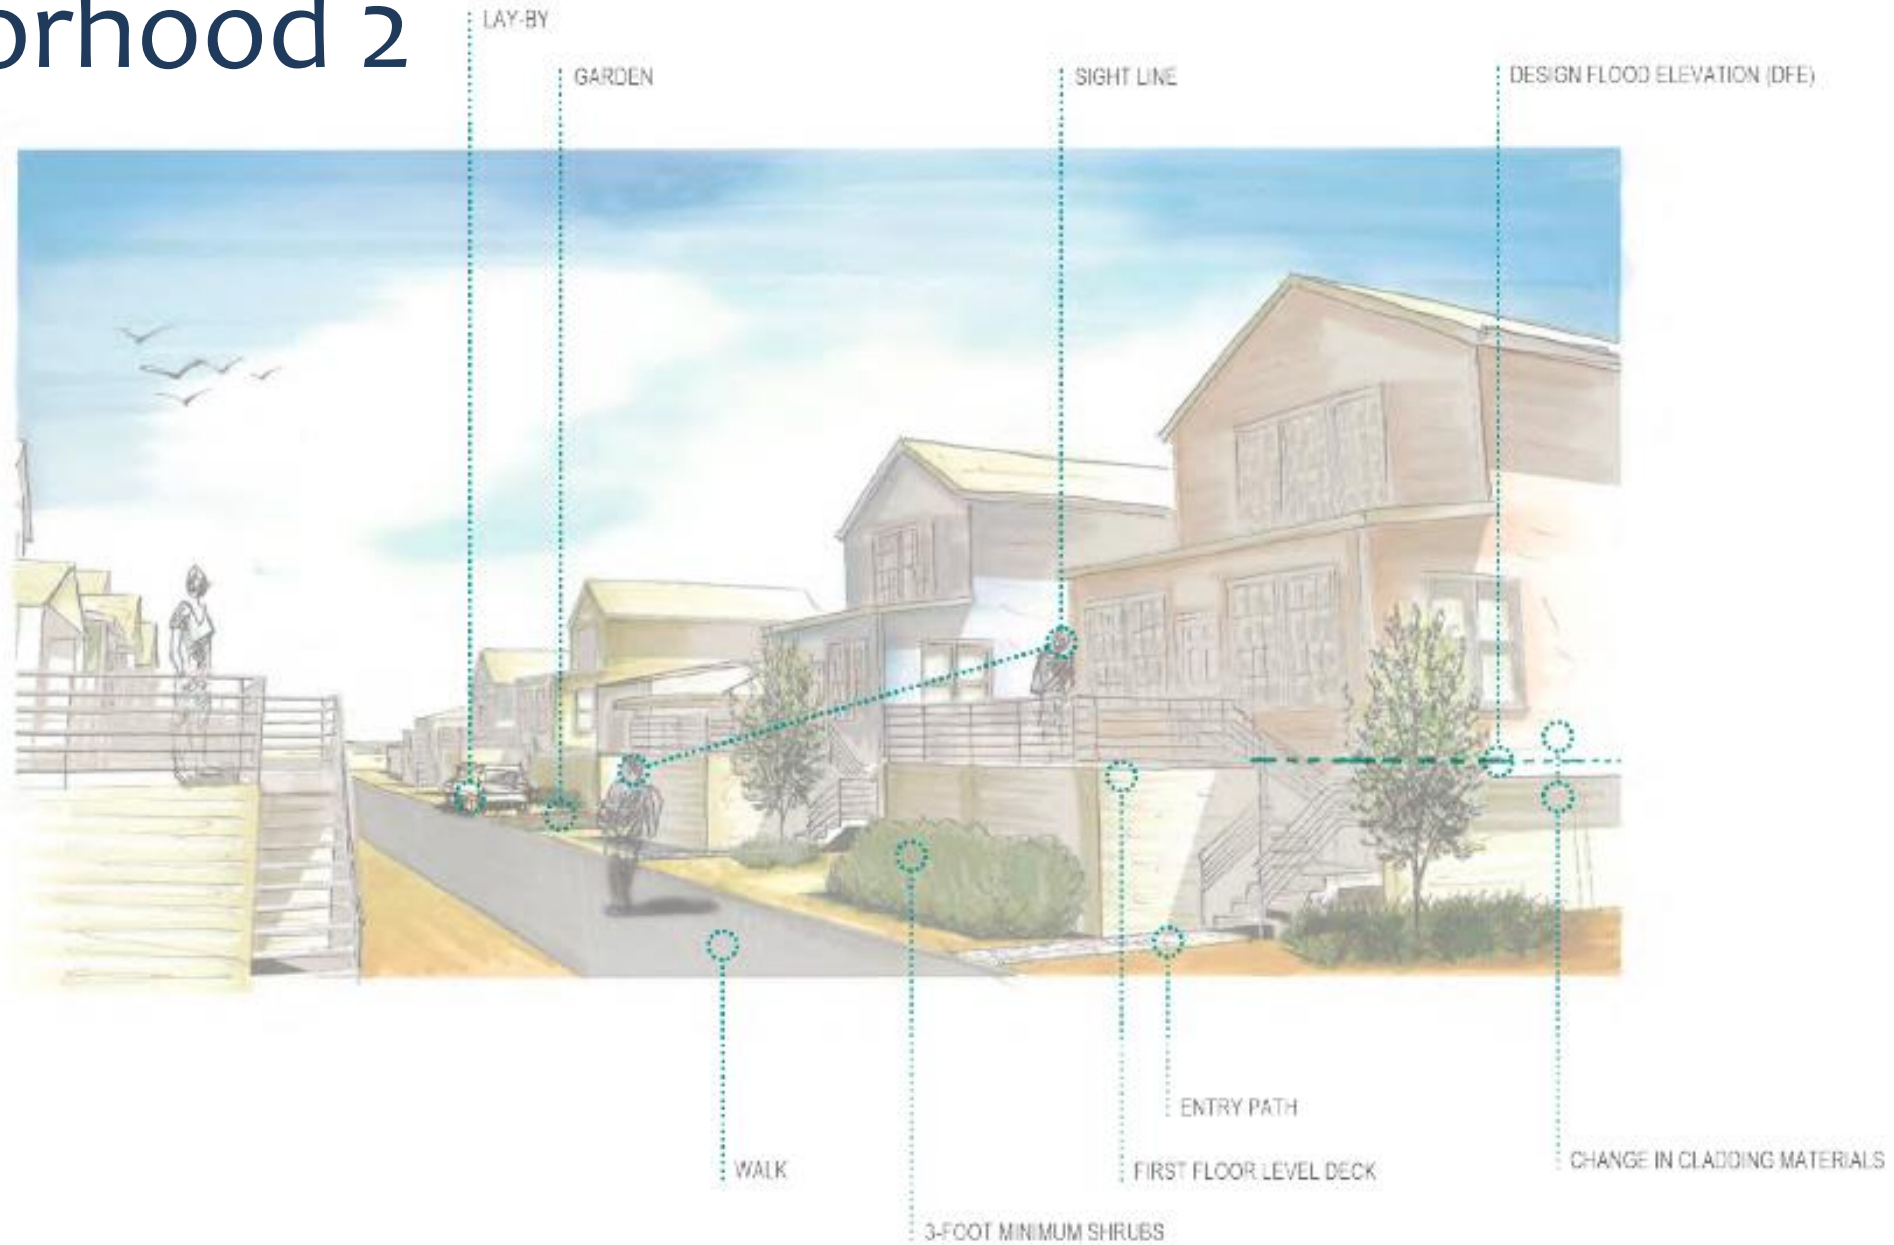 orhood 2
LAY-BY
GARDEN
SIGHT LINE
DESIGN FLOOD ELEVATION (DFE)
ENTRY PATH
CHANGE IN CLADDING MATERIALS
WALK
FIRST FLOOR LEVEL DECK
3-FOOT MINIMUM SHRUBS